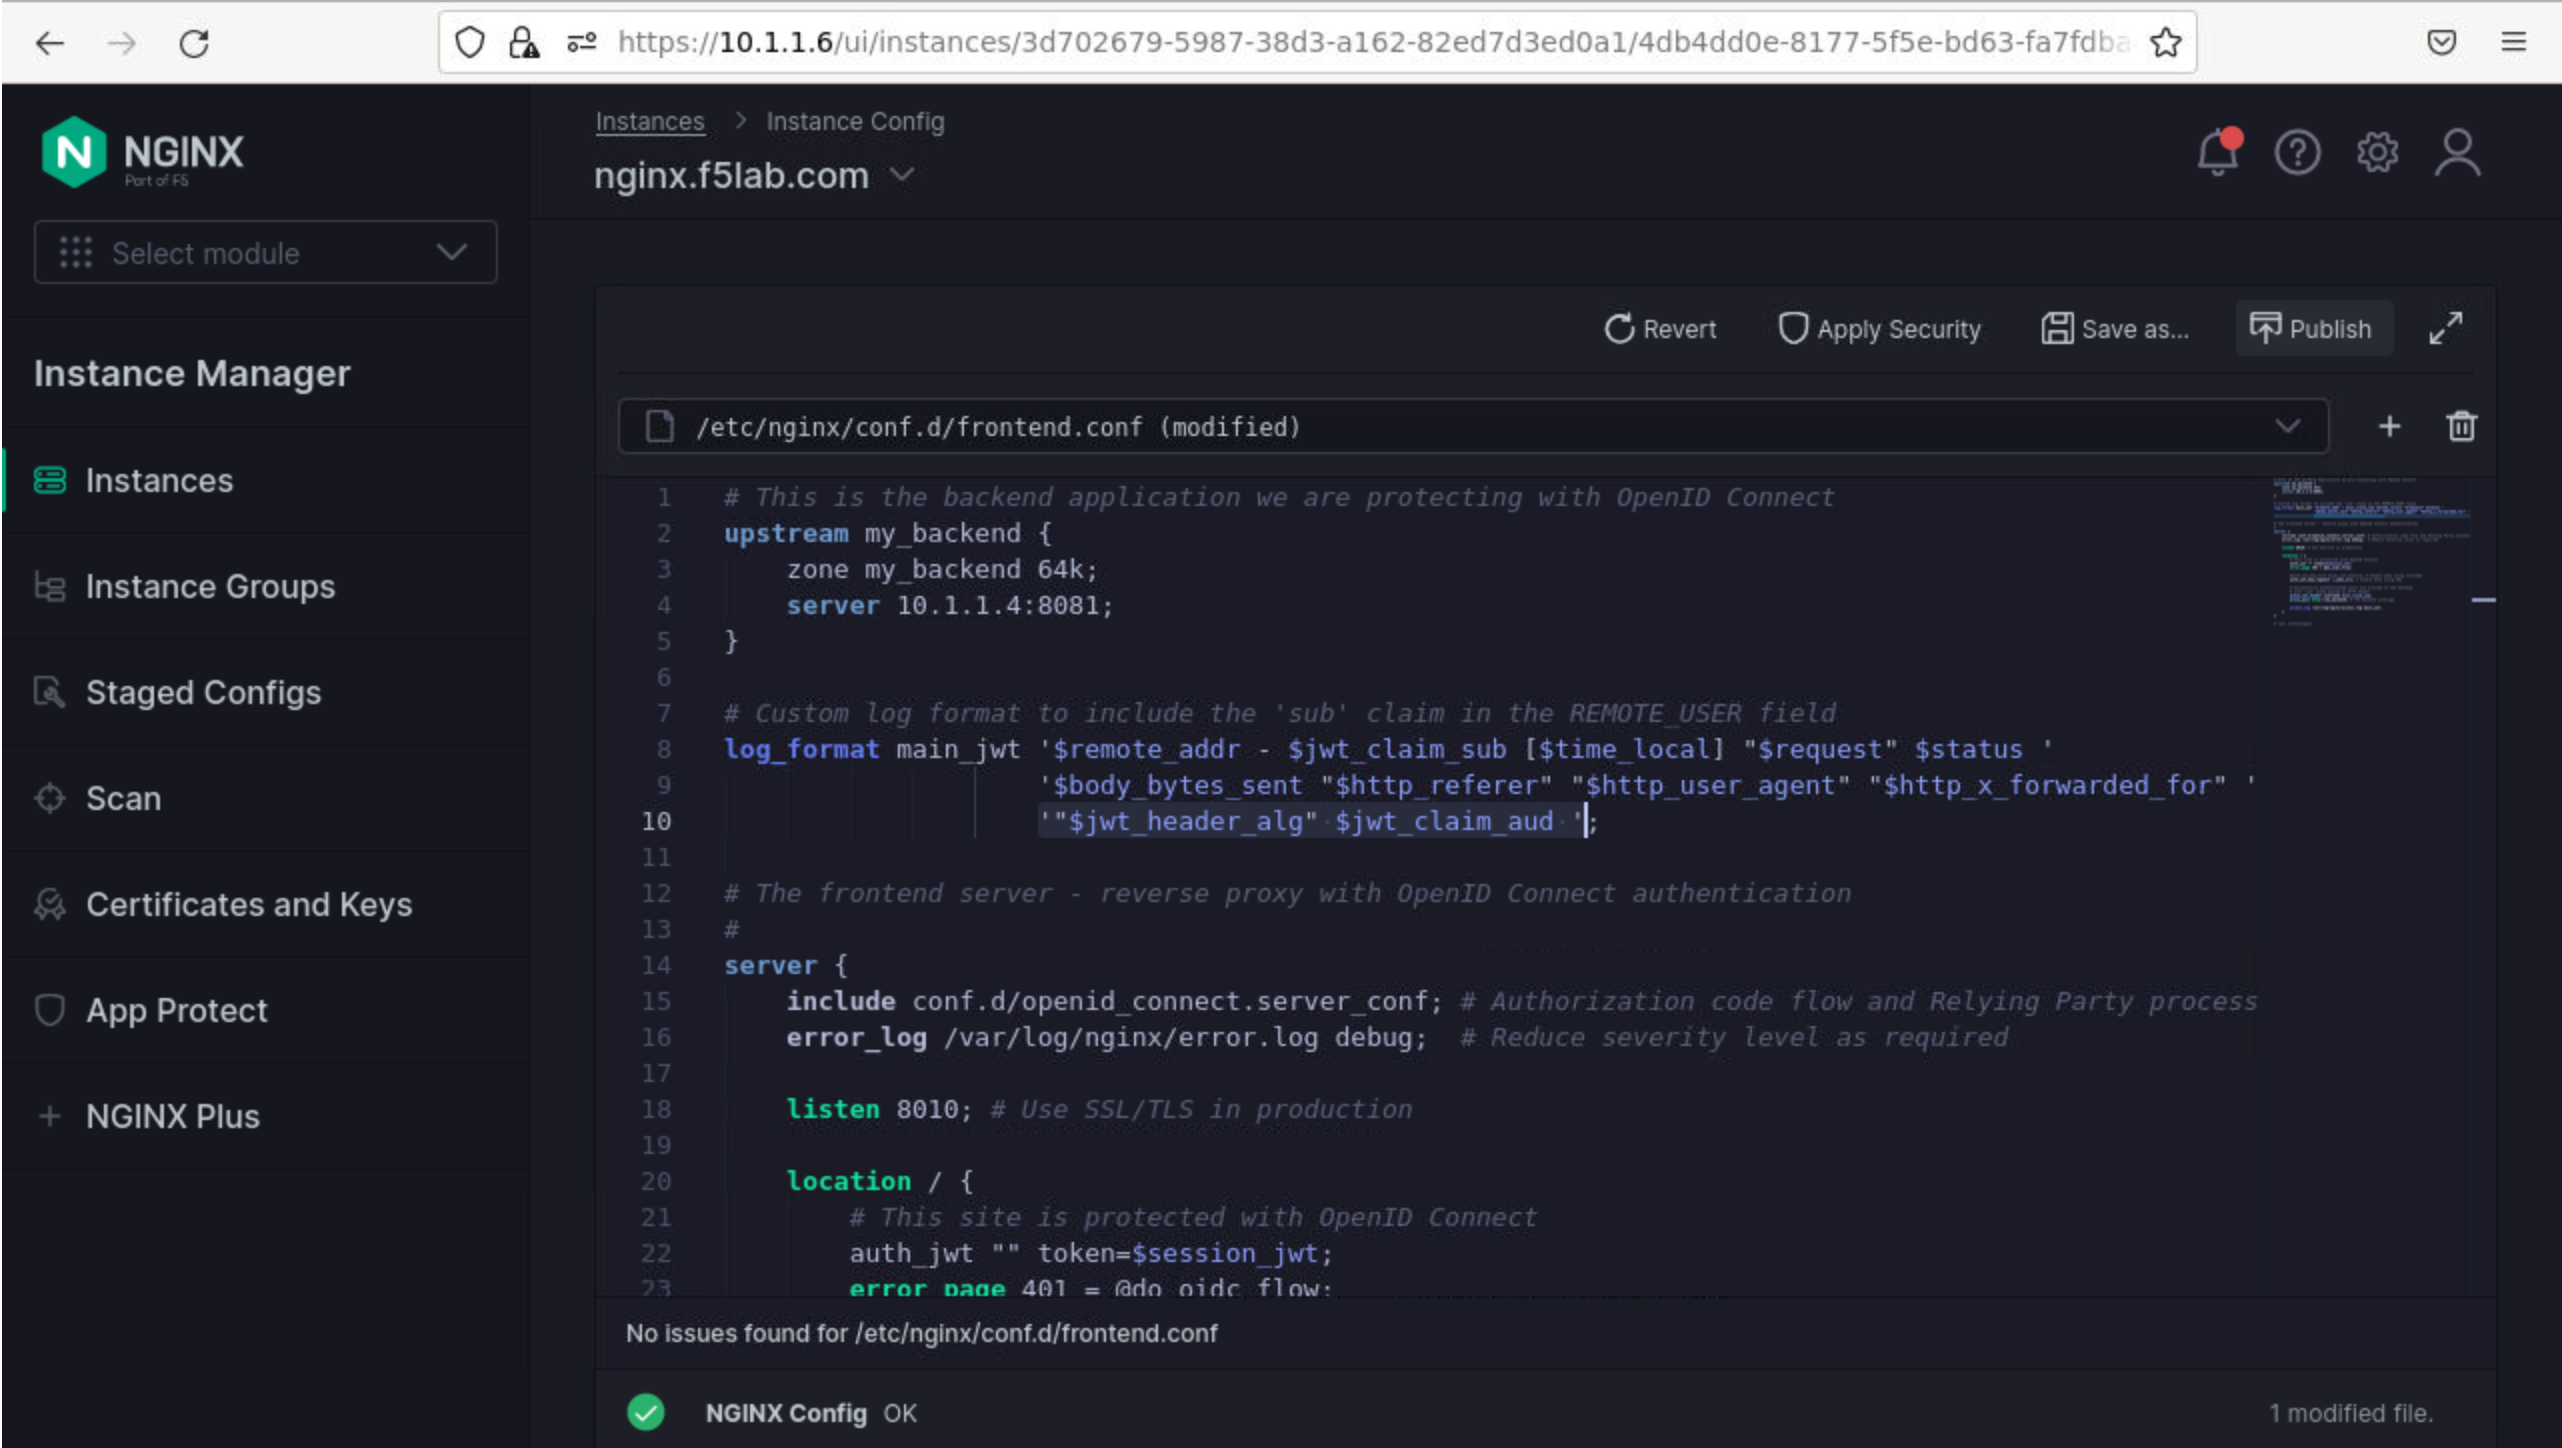 https://10.1.1.6/ui/instances/3d702679-5987-38d3-a162-82ed7d3ed0a1/4db4dd0e-8177-5f5e-bd63-fa7fdba
NGINX
Part of F5
Select module
Instance Manager
Instances
Instance Groups
Staged Configs
Scan
Certificates and Keys
App Protect
+ NGINX Plus
Instances > Instance Config
nginx.f5lab.com
Revert Apply Security Save as... Publish
/etc/nginx/conf.d/frontend.conf (modified)
1 # This is the backend application we are protecting with OpenID Connect
2 upstream my_backend {
3     zone my_backend 64k;
4     server 10.1.1.4:8081;
5 }
6
7 # Custom log format to include the 'sub' claim in the REMOTE_USER field
8 log_format main_jwt '$remote_addr - $jwt_claim_sub [$time_local] "$request" $status '
9                     '$body_bytes_sent "$http_referer" "$http_user_agent" "$http_x_forwarded_for" '
10                     '"$jwt_header_alg" $jwt_claim_aud ';
11
12 # The frontend server - reverse proxy with OpenID Connect authentication
13 #
14 server {
15     include conf.d/openid_connect.server_conf; # Authorization code flow and Relying Party process
16     error_log /var/log/nginx/error.log debug;  # Reduce severity level as required
17
18     listen 8010; # Use SSL/TLS in production
19
20     location / {
21         # This site is protected with OpenID Connect
22         auth_jwt "" token=$session_jwt;
23         error_page 401 = @do_oidc_flow;
No issues found for /etc/nginx/conf.d/frontend.conf
NGINX Config OK
1 modified file.